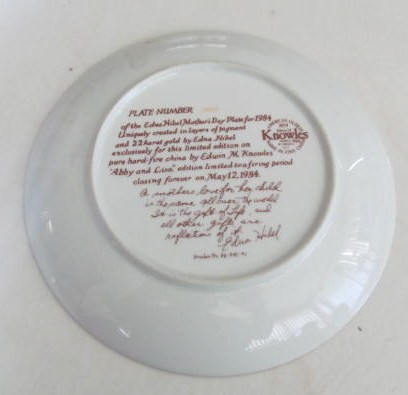 PLATE NUMBER
of the Edna Hibel Mother's Day Plate for 1984
Uniquely created in layers of pigment
and 22 karat gold by Edna Hibel
exclusively for this limited edition on
pure hard-fire china by Edwin M. Knowles
"Abby and Lisa" edition limited to a firing period
closing forever on May 12, 1984.
Knowles
A mother's love for her child
is the same all over the world
It is the gift of life, and
all other gifts are
reflections of it.
Edna Hibel